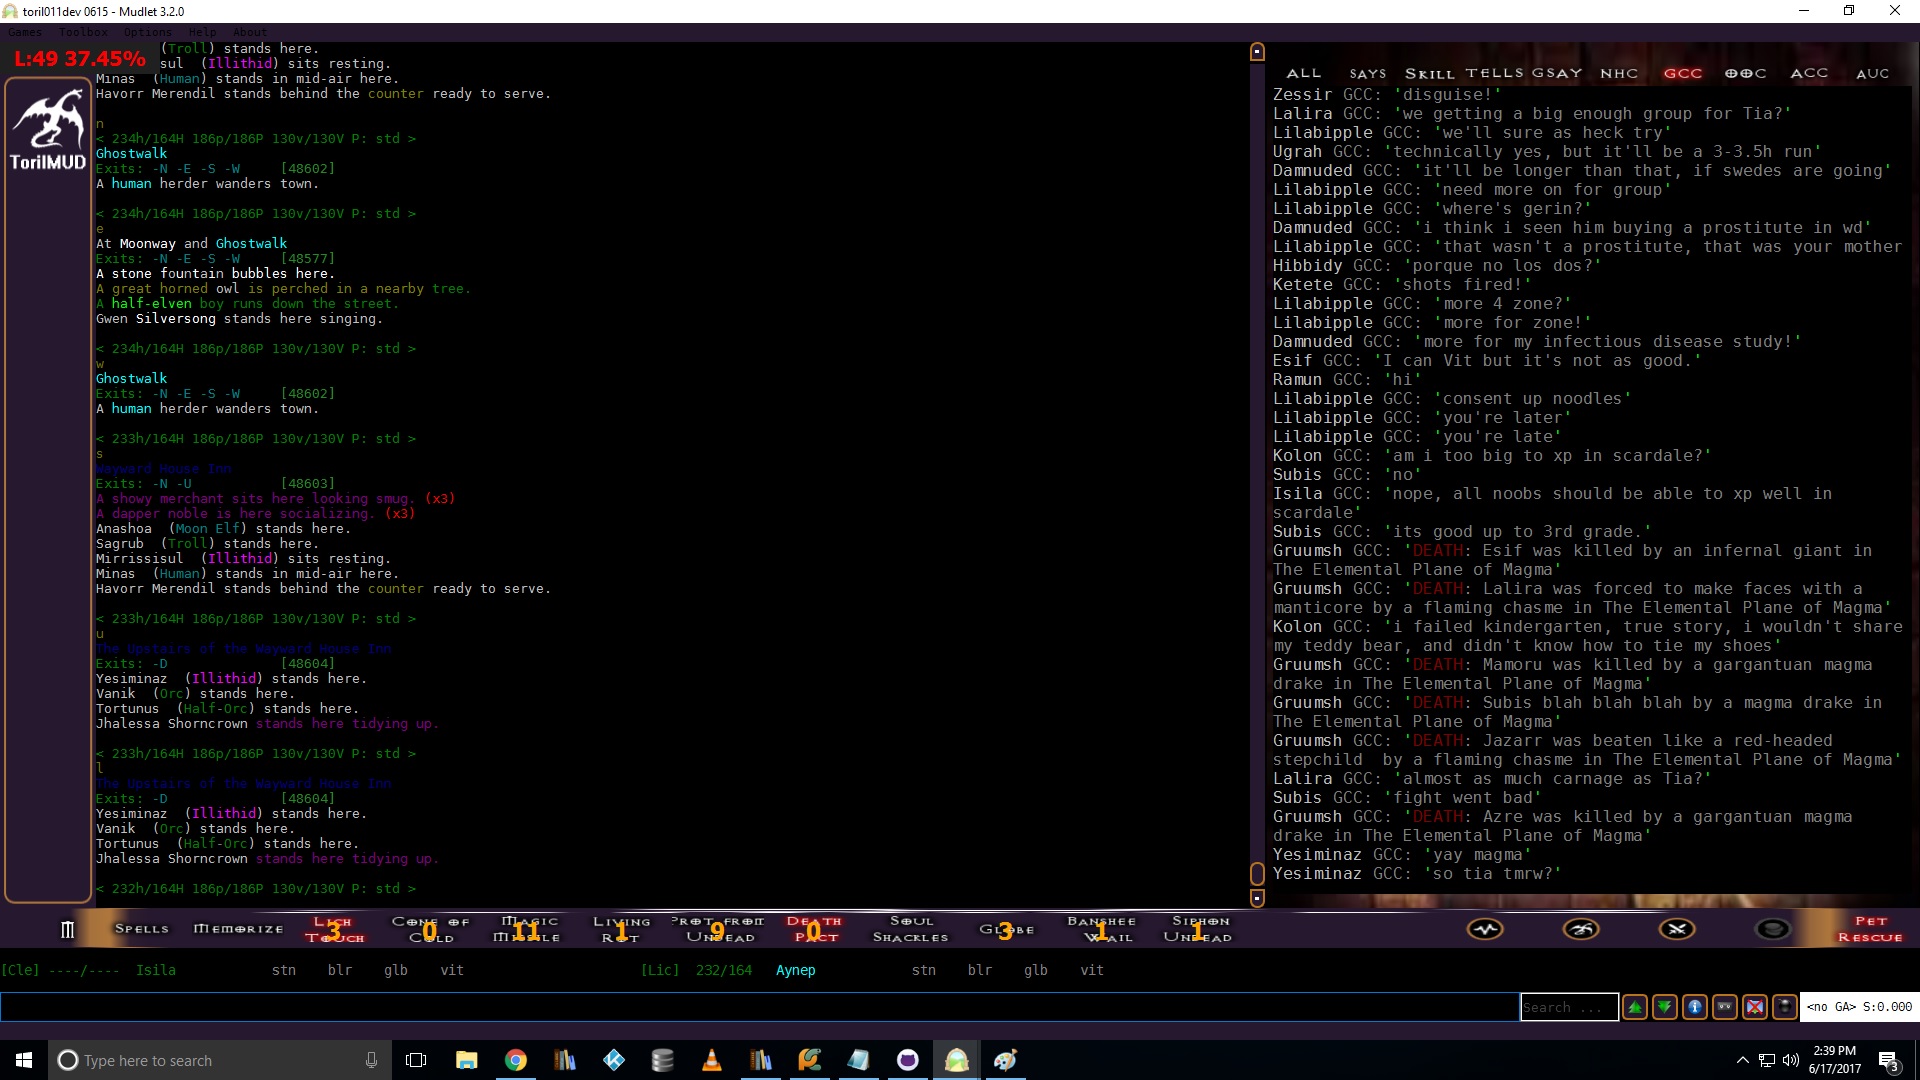 toril011dev 0615 - Mudlet 3.2.0
Games Toolbox Options Help About
L:49 37.45%
TorilMUD
(Troll) stands here.
sul (Illithid) sits resting.
Minas (Human) stands in mid-air here.
Havorr Merendil stands behind the counter ready to serve.
n
< 234h/164H 186p/186P 130v/130V P: std >
Ghostwalk
Exits: -N -E -S -W [48602]
A human herder wanders town.
< 234h/164H 186p/186P 130v/130V P: std >
e
At Moonway and Ghostwalk
Exits: -N -E -S -W [48577]
A stone fountain bubbles here.
A great horned owl is perched in a nearby tree.
A half-elven boy runs down the street.
Gwen Silversong stands here singing.
< 234h/164H 186p/186P 130v/130V P: std >
w
Ghostwalk
Exits: -N -E -S -W [48602]
A human herder wanders town.
< 233h/164H 186p/186P 130v/130V P: std >
s
Wayward House Inn
Exits: -N -U [48603]
A showy merchant sits here looking smug. (x3)
A dapper noble is here socializing. (x3)
Anashoa (Moon Elf) stands here.
Sagrub (Troll) stands here.
Mirrissisul (Illithid) sits resting.
Minas (Human) stands in mid-air here.
Havorr Merendil stands behind the counter ready to serve.
< 233h/164H 186p/186P 130v/130V P: std >
u
The Upstairs of the Wayward House Inn
Exits: -D [48604]
Yesiminaz (Illithid) stands here.
Vanik (Orc) stands here.
Tortunus (Half-Orc) stands here.
Jhalessa Shorncrown stands here tidying up.
< 233h/164H 186p/186P 130v/130V P: std >
l
The Upstairs of the Wayward House Inn
Exits: -D [48604]
Yesiminaz (Illithid) stands here.
Vanik (Orc) stands here.
Tortunus (Half-Orc) stands here.
Jhalessa Shorncrown stands here tidying up.
< 232h/164H 186p/186P 130v/130V P: std >
ALL SAYS SKILL TELLS GSAY NHC GCC OOC ACC AUC
Zessir GCC: 'disguise!'
Lalira GCC: 'we getting a big enough group for Tia?'
Lilabipple GCC: 'we'll sure as heck try'
Ugrah GCC: 'technically yes, but it'll be a 3-3.5h run'
Damnuded GCC: 'it'll be longer than that, if swedes are going'
Lilabipple GCC: 'need more on for group'
Lilabipple GCC: 'where's gerin?'
Damnuded GCC: 'i think i seen him buying a prostitute in wd'
Lilabipple GCC: 'that wasn't a prostitute, that was your mother
Hibbidy GCC: 'porque no los dos?'
Ketete GCC: 'shots fired!'
Lilabipple GCC: 'more 4 zone?'
Lilabipple GCC: 'more for zone!'
Damnuded GCC: 'more for my infectious disease study!'
Esif GCC: 'I can Vit but it's not as good.'
Ramun GCC: 'hi'
Lilabipple GCC: 'consent up noodles'
Lilabipple GCC: 'you're later'
Lilabipple GCC: 'you're late'
Kolon GCC: 'am i too big to xp in scardale?'
Subis GCC: 'no'
Isila GCC: 'nope, all noobs should be able to xp well in
scardale'
Subis GCC: 'its good up to 3rd grade.'
Gruumsh GCC: 'DEATH: Esif was killed by an infernal giant in
The Elemental Plane of Magma'
Gruumsh GCC: 'DEATH: Lalira was forced to make faces with a
manticore by a flaming chasme in The Elemental Plane of Magma'
Kolon GCC: 'i failed kindergarten, true story, i wouldn't share
my teddy bear, and didn't know how to tie my shoes'
Gruumsh GCC: 'DEATH: Mamoru was killed by a gargantuan magma
drake in The Elemental Plane of Magma'
Gruumsh GCC: 'DEATH: Subis blah blah blah by a magma drake in
The Elemental Plane of Magma'
Gruumsh GCC: 'DEATH: Jazarr was beaten like a red-headed
stepchild by a flaming chasme in The Elemental Plane of Magma'
Lalira GCC: 'almost as much carnage as Tia?'
Subis GCC: 'fight went bad'
Gruumsh GCC: 'DEATH: Azre was killed by a gargantuan magma
drake in The Elemental Plane of Magma'
Yesiminaz GCC: 'yay magma'
Yesiminaz GCC: 'so tia tmrw?'
SPELLS MEMORIZE LICH TOUCH 3 CONE OF COLD 0 MAGIC MISSILE 11 LIVING ROT 1 PROT FROM UNDEAD 9 DEATH PACT 0 SOUL SHACKLES GLOBE 3 BANSHEE WAIL 1 SIPHON UNDEAD 1 PET RESCUE
[Cle] ----/---- Isila stn blr glb vit [Lic] 232/164 Aynep stn blr glb vit
Search ... <no GA> S:0.000
Type here to search
2:39 PM
6/17/2017
3